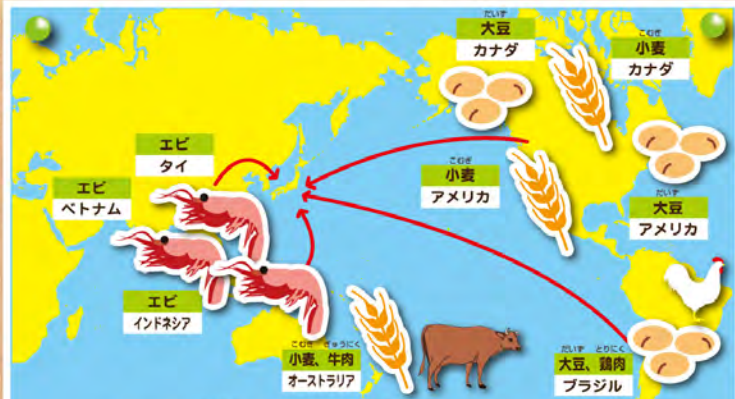 だいず
大豆
カナダ
こむぎ
小麦
カナダ
エビ
タイ
エビ
ベトナム
エビ
インドネシア
こむぎ
小麦
アメリカ
だいず
大豆
アメリカ
こむぎ ぎゅうにく
小麦、牛肉
オーストラリア
だいず とりにく
大豆、鶏肉
ブラジル